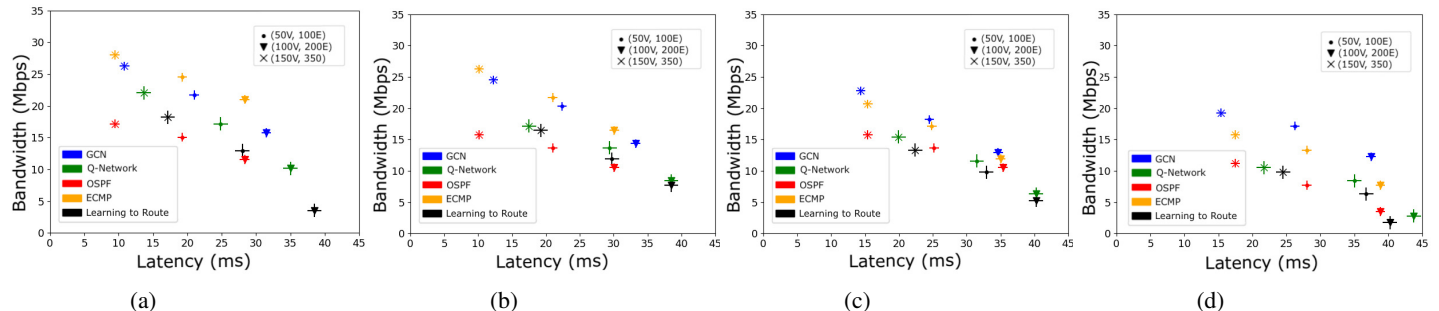 35
30
25
20
15
10
5
0
Bandwidth (Mbps)
(50V, 100E)
(100V, 200E)
(150V, 350)
GCN
Q-Network
OSPF
ECMP
Learning to Route
0 5 10 15 20 25 30 35 40 45
Latency (ms)
(a)
35
30
25
20
15
10
5
0
Bandwidth (Mbps)
(50V, 100E)
(100V, 200E)
(150V, 350)
GCN
Q-Network
OSPF
ECMP
Learning to Route
0 5 10 15 20 25 30 35 40 45
Latency (ms)
(b)
35
30
25
20
15
10
5
0
Bandwidth (Mbps)
(50V, 100E)
(100V, 200E)
(150V, 350)
GCN
Q-Network
OSPF
ECMP
Learning to Route
0 5 10 15 20 25 30 35 40 45
Latency (ms)
(c)
35
30
25
20
15
10
5
0
Bandwidth (Mbps)
(50V, 100E)
(100V, 200E)
(150V, 350)
GCN
Q-Network
OSPF
ECMP
Learning to Route
0 5 10 15 20 25 30 35 40 45
Latency (ms)
(d)